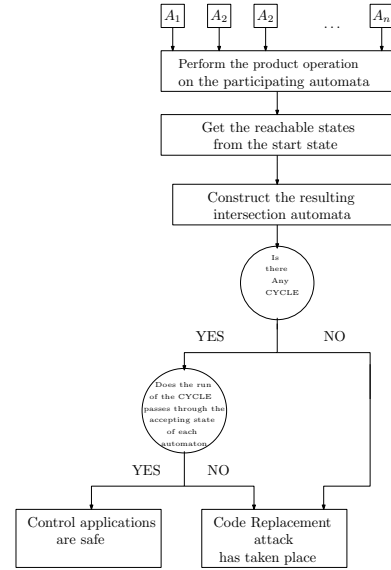 A1 A2 A2 ... An
Perform the product operation
on the participating automata
Get the reachable states
from the start state
Construct the resulting
intersection automata
Is
there
Any
CYCLE
YES NO
Does the run
of the CYCLE
passes through the
accepting state
of each
automaton
YES NO
Control applications
are safe
Code Replacement
attack
has taken place